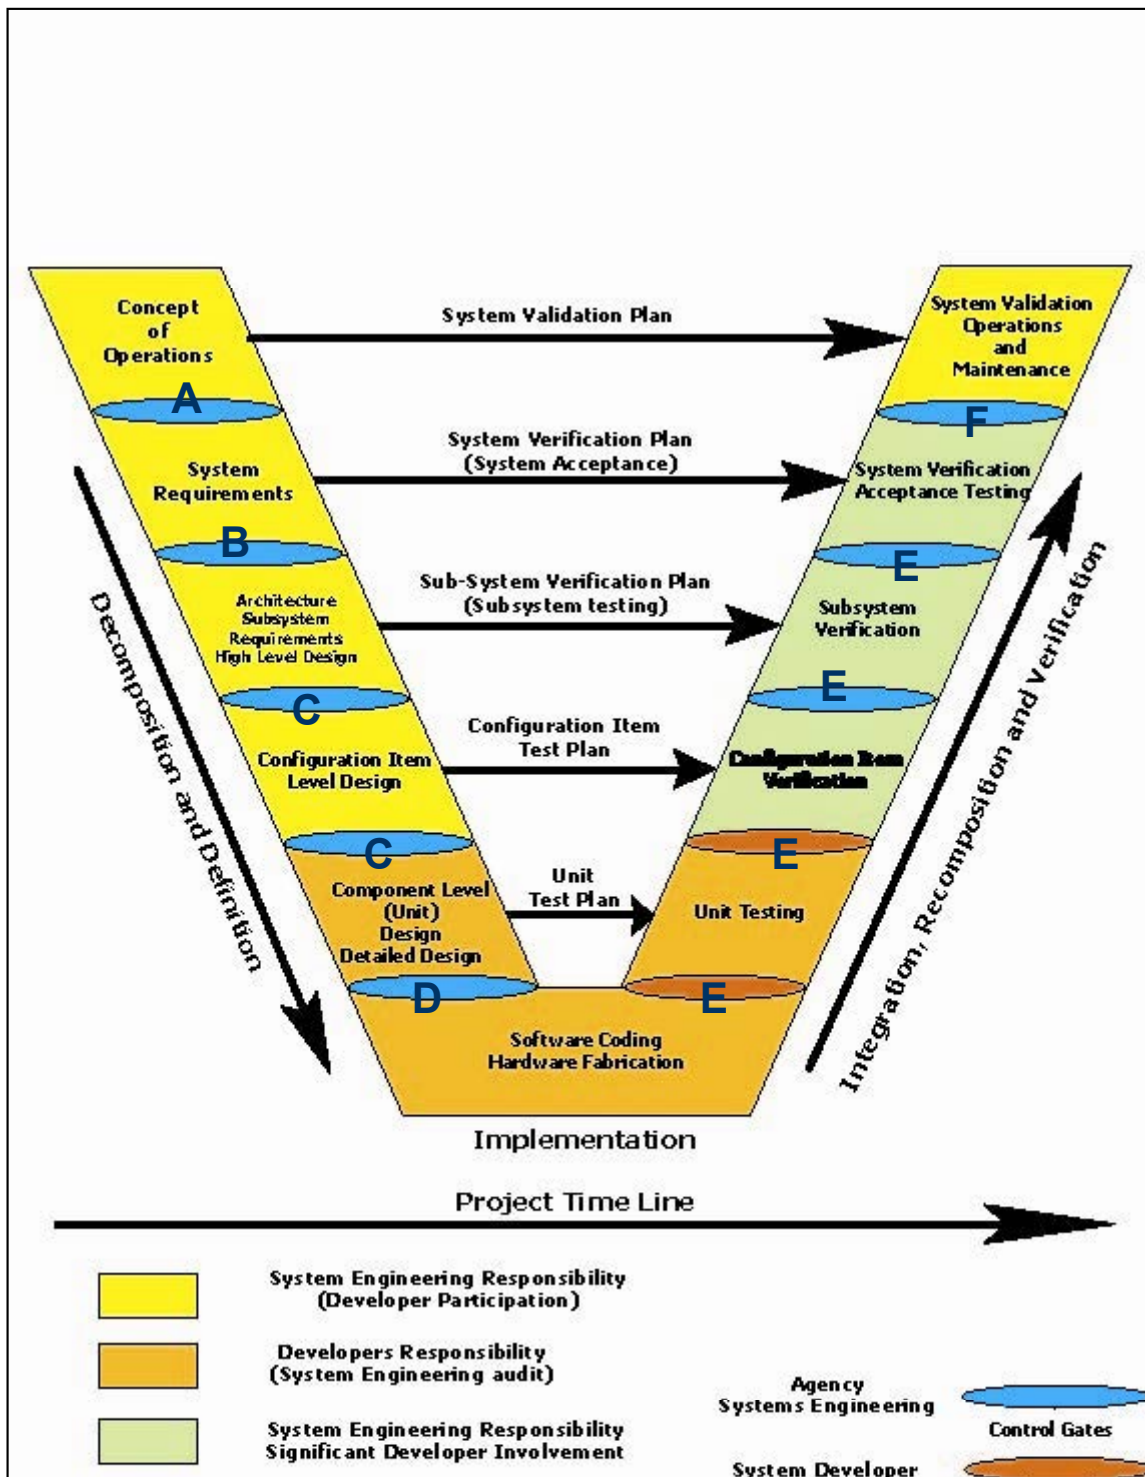 Concept
of
Operations
A
System Validation Plan
System Validation
Operations
and
Maintenance
F
System
Requirements
B
System Verification Plan
(System Acceptance)
System Verification
Acceptance Testing
E
Architecture
Subsystem
Requirements
High Level Design
C
Sub-System Verification Plan
(Subsystem testing)
Subsystem
Verification
E
Configuration Item
Level Design
C
Configuration Item
Test Plan
Configuration Item
Verification
E
Component Level
(Unit)
Design
Detailed Design
D
Unit
Test Plan
Unit Testing
E
Software Coding
Hardware Fabrication
Decomposition and Definition
Integration, Recomposition and Verification
Implementation
Project Time Line
System Engineering Responsibility
(Developer Participation)
Developers Responsibility
(System Engineering audit)
System Engineering Responsibility
Significant Developer Involvement
Agency
Systems Engineering
Control Gates
System Developer